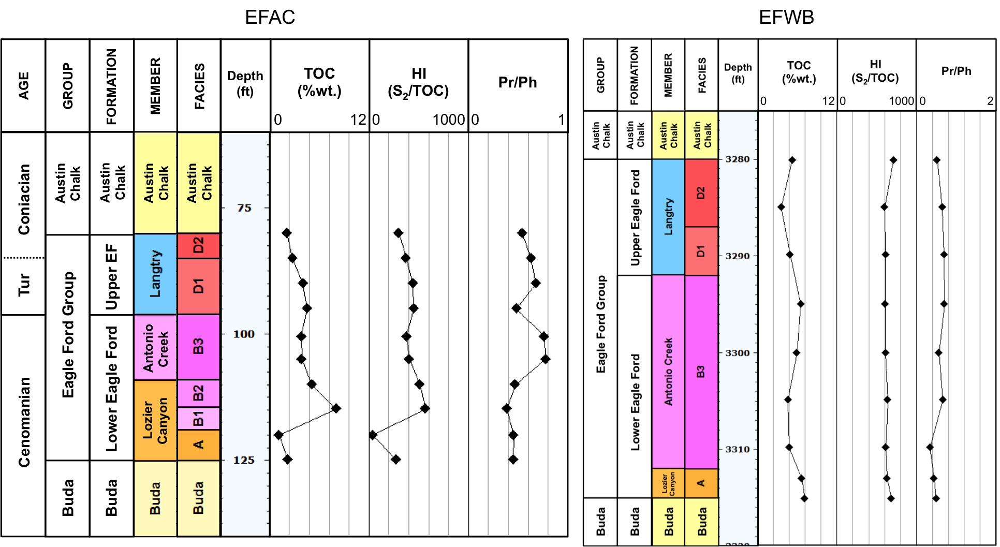 EFAC
AGE
GROUP
FORMATION
MEMBER
FACIES
Depth
(ft)
TOC
(%wt.)
0 12
HI
(S₂/TOC)
0 1000
Pr/Ph
0 1
Coniacian
Tur
Cenomanian
Austin
Chalk
Eagle Ford Group
Buda
Austin
Chalk
Upper EF
Lower Eagle Ford
Buda
Austin
Chalk
Langtry
Antonio
Creek
Lozier
Canyon
Buda
Austin
Chalk
D2
D1
B3
B2
B1
A
Buda
75
100
125
EFWB
GROUP
FORMATION
MEMBER
FACIES
Depth
(ft)
TOC
(%wt.)
0 12
HI
(S₂/TOC)
0 1000
Pr/Ph
0 2
Austin
Chalk
Eagle Ford Group
Buda
Austin
Chalk
Upper Eagle Ford
Lower Eagle Ford
Buda
Austin
Chalk
Langtry
Antonio Creek
Lozier
Canyon
Buda
Austin
Chalk
D2
D1
B3
A
Buda
3280
3290
3300
3310